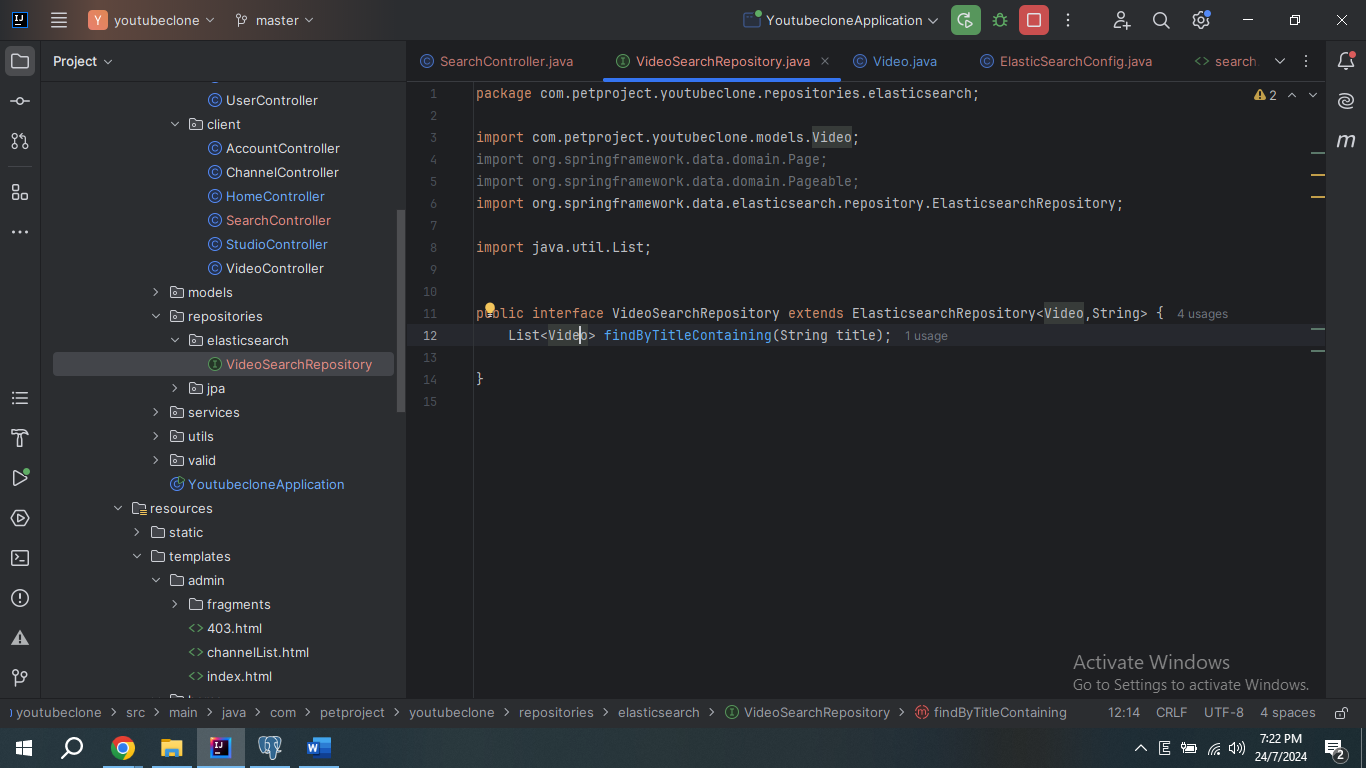 Y youtubeclone master YoutubecloneApplication
Project
SearchController.java VideoSearchRepository.java Video.java ElasticSearchConfig.java search
UserController
client
AccountController
ChannelController
HomeController
SearchController
StudioController
VideoController
models
repositories
elasticsearch
VideoSearchRepository
jpa
services
utils
valid
YoutubecloneApplication
resources
static
templates
admin
fragments
403.html
channelList.html
index.html
2
1 package com.petproject.youtubeclone.repositories.elasticsearch;
2
3 import com.petproject.youtubeclone.models.Video;
4 import org.springframework.data.domain.Page;
5 import org.springframework.data.domain.Pageable;
6 import org.springframework.data.elasticsearch.repository.ElasticsearchRepository;
7
8 import java.util.List;
9
10
11 public interface VideoSearchRepository extends ElasticsearchRepository<Video,String> { 4 usages
12 List<Video> findByTitleContaining(String title); 1 usage
13
14 }
15
m
Activate Windows
Go to Settings to activate Windows.
youtubeclone > src > main > java > com > petproject > youtubeclone > repositories > elasticsearch > VideoSearchRepository > findByTitleContaining 12:14 CRLF UTF-8 4 spaces
7:22 PM
24/7/2024
2